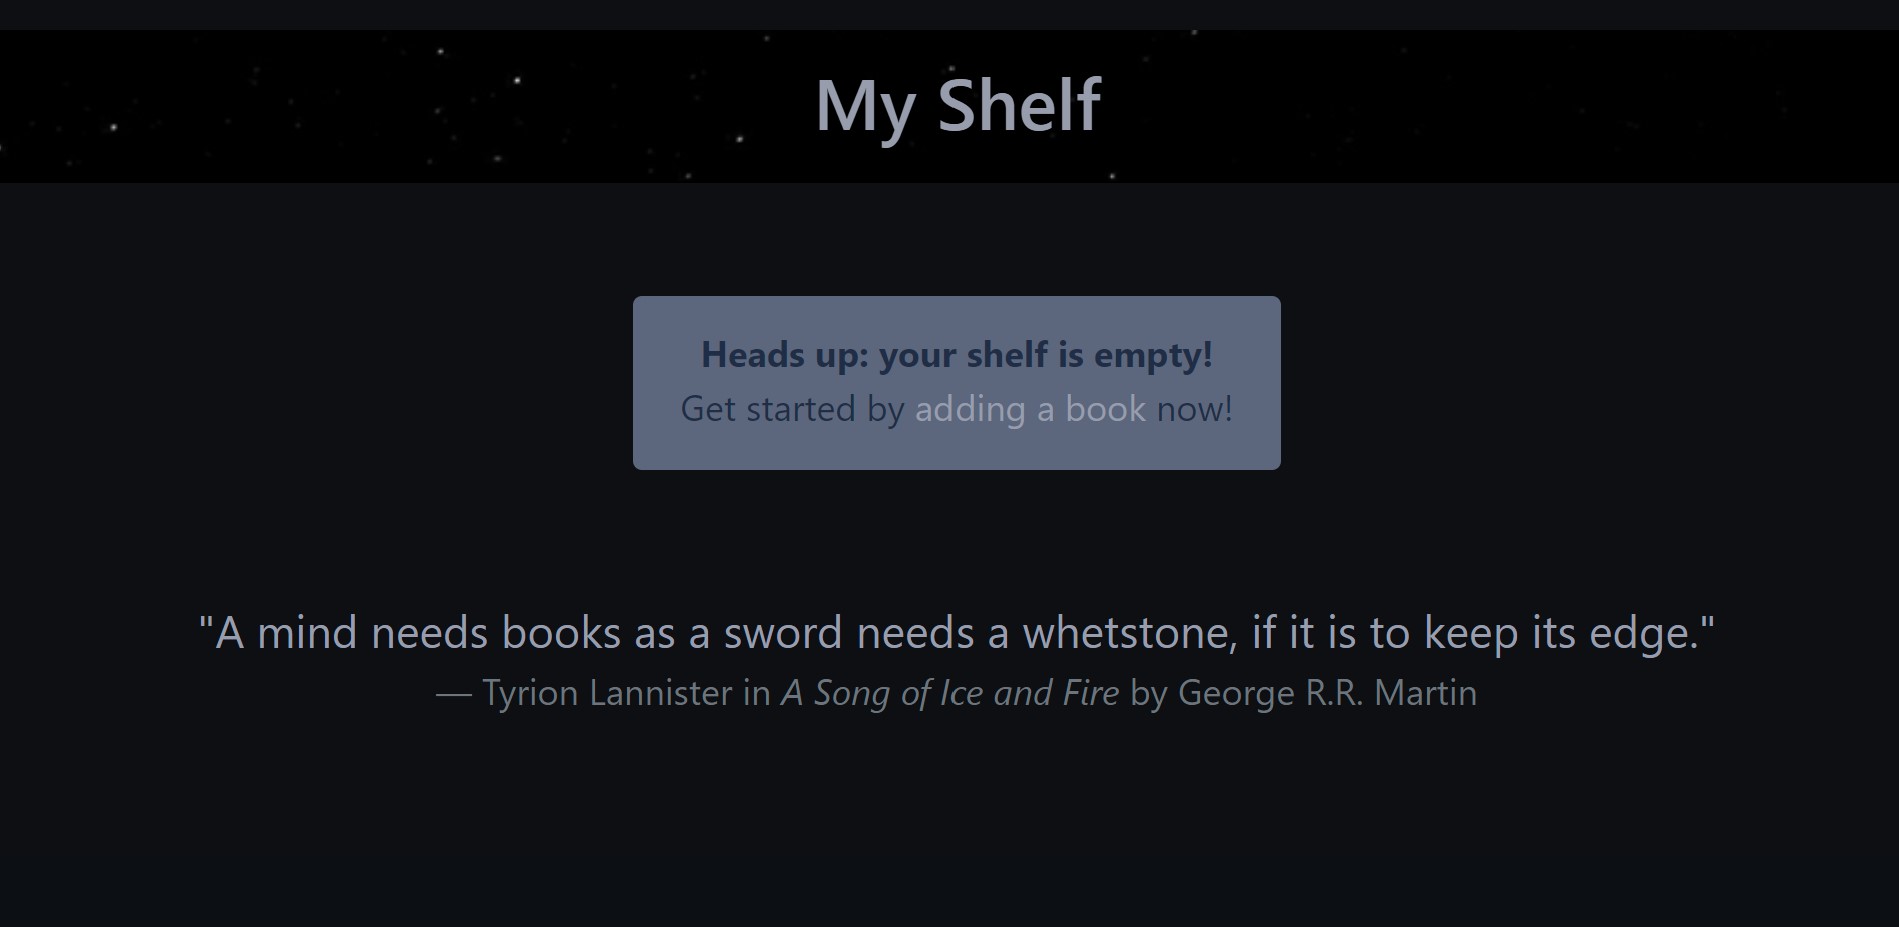 My Shelf
Heads up: your shelf is empty!
Get started by adding a book now!
"A mind needs books as a sword needs a whetstone, if it is to keep its edge."
— Tyrion Lannister in A Song of Ice and Fire by George R.R. Martin